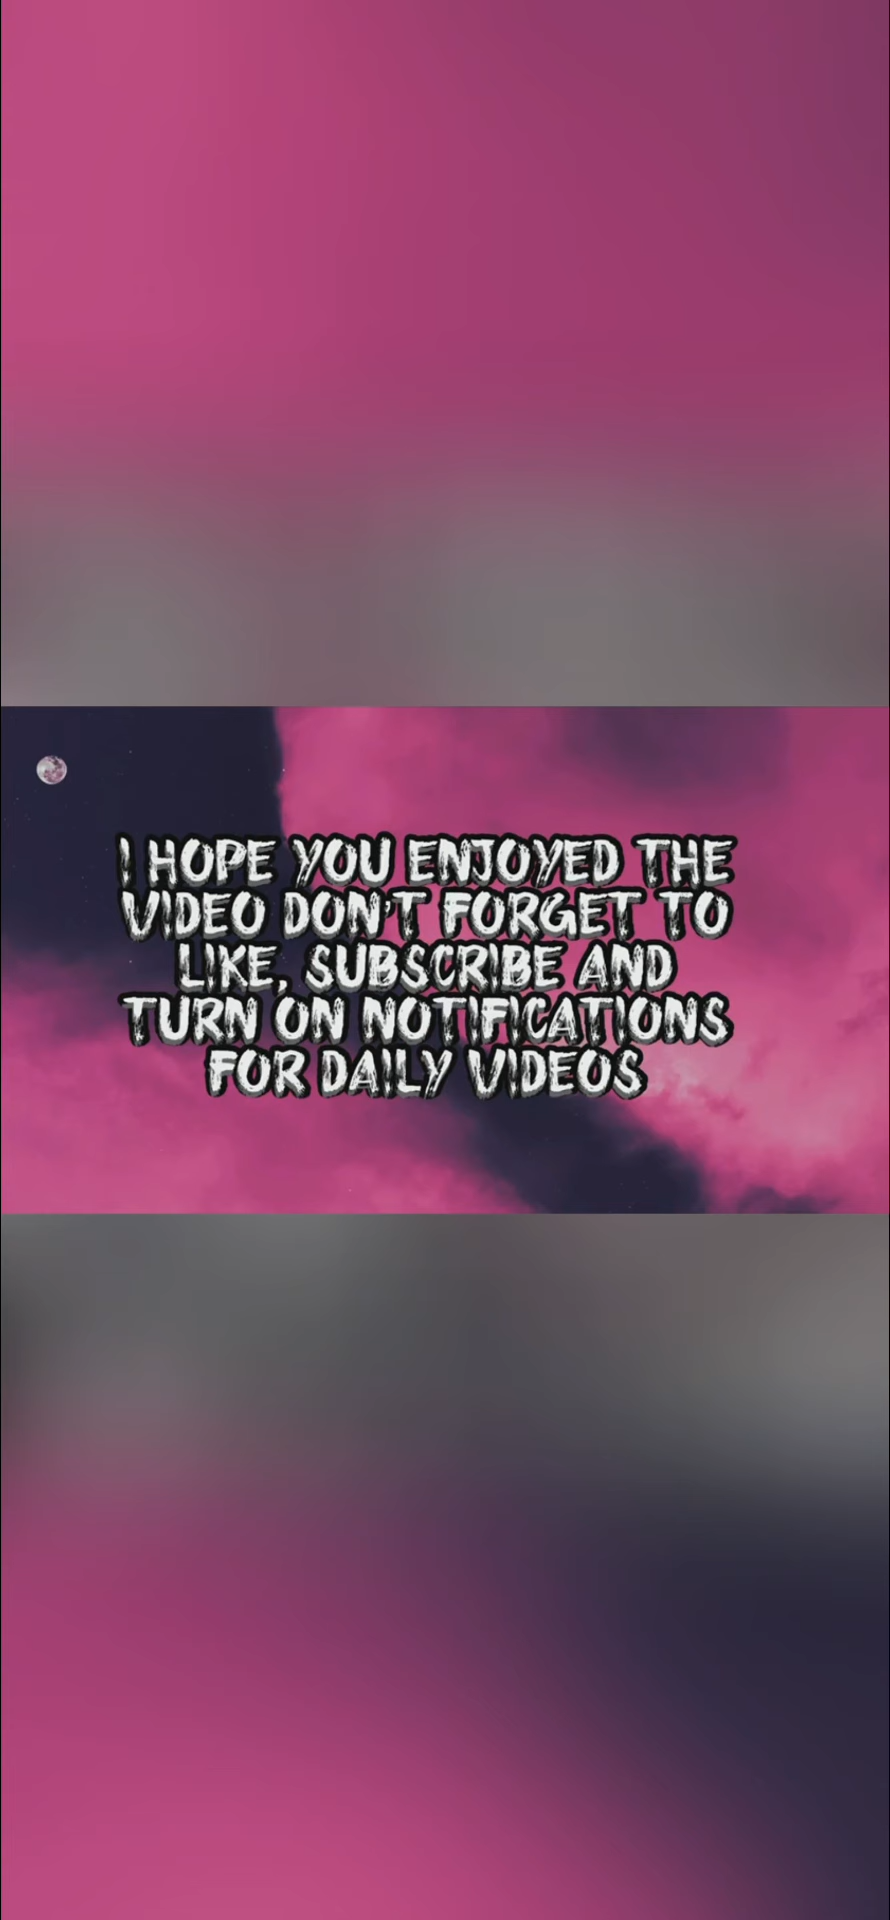 I HOPE YOU ENJOYED THE
VIDEO DON'T FORGET TO
LIKE, SUBSCRIBE AND
TURN ON NOTIFICATIONS
FOR DAILY VIDEOS